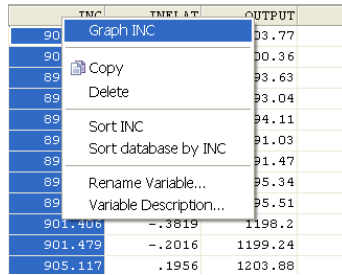 INC INFLAT OUTPUT
Graph INC
Copy
Delete
Sort INC
Sort database by INC
Rename Variable...
Variable Description...
90 03.77
90 00.36
89 93.63
89 93.04
89 94.11
89 91.03
89 91.47
89 95.34
89 95.51
901.406 -.3819 1198.2
901.479 -.2016 1199.24
905.117 .1956 1203.88